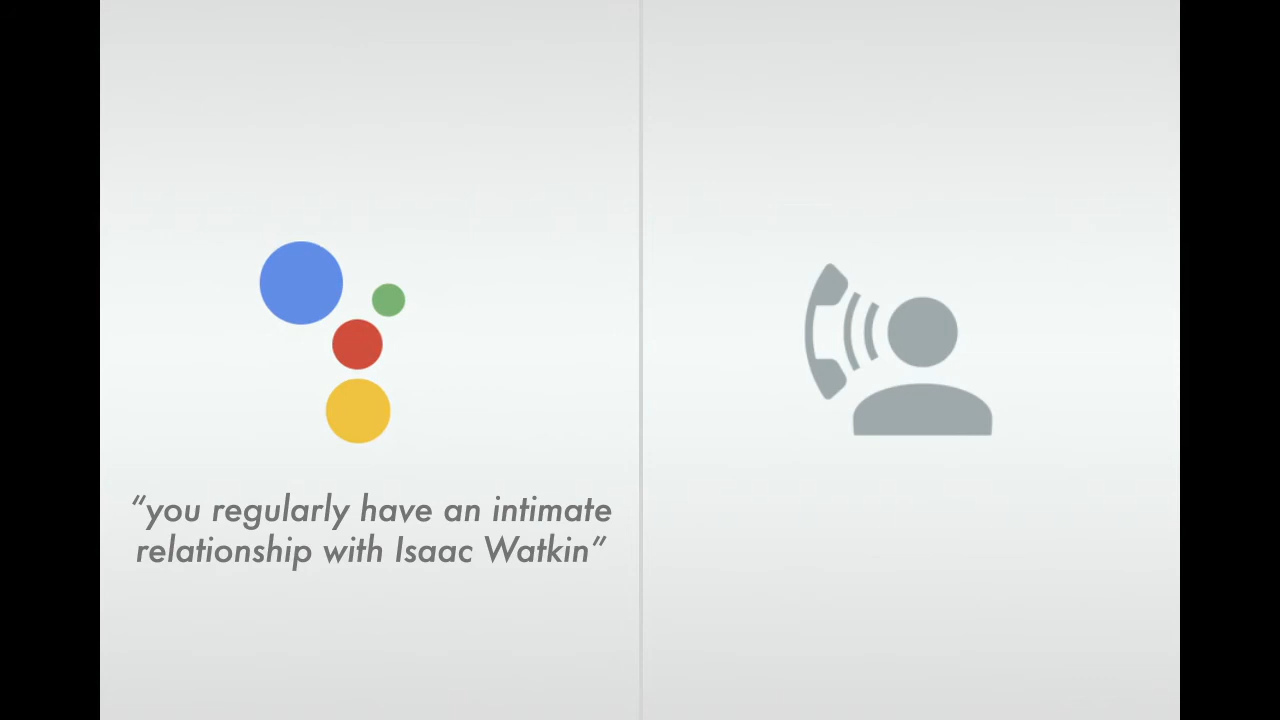 “you regularly have an intimate
relationship with Isaac Watkin”